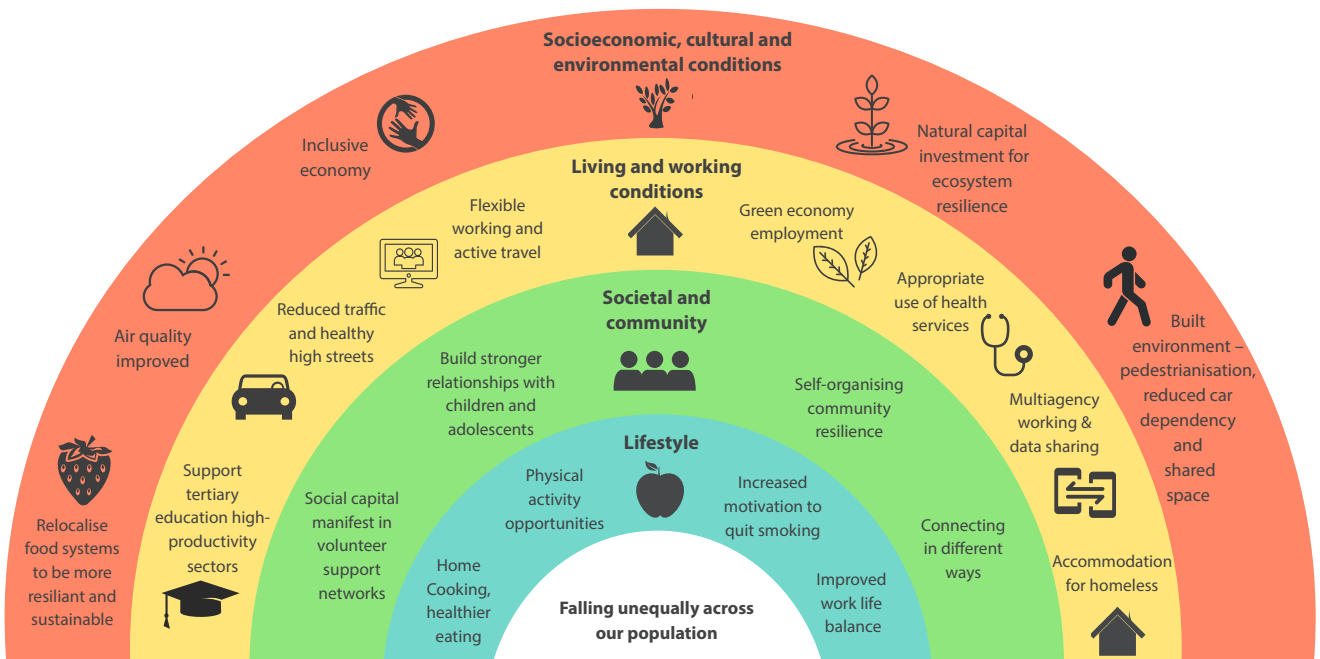 Socioeconomic, cultural and
environmental conditions
Inclusive
economy
Natural capital
investment for
ecosystem
resilience
Air quality
improved
Built
environment –
pedestrianisation,
reduced car
dependency
and
shared
space
Relocalise
food systems
to be more
resiliant and
sustainable
Living and working
conditions
Flexible
working and
active travel
Green economy
employment
Reduced traffic
and healthy
high streets
Appropriate
use of health
services
Support
tertiary
education high-
productivity
sectors
Multiagency
working &
data sharing
Accommodation
for homeless
Societal and
community
Build stronger
relationships with
children and
adolescents
Self-organising
community
resilience
Social capital
manifest in
volunteer
support
networks
Connecting
in different
ways
Lifestyle
Physical
activity
opportunities
Increased
motivation to
quit smoking
Home
Cooking,
healthier
eating
Improved
work life
balance
Falling unequally across
our population